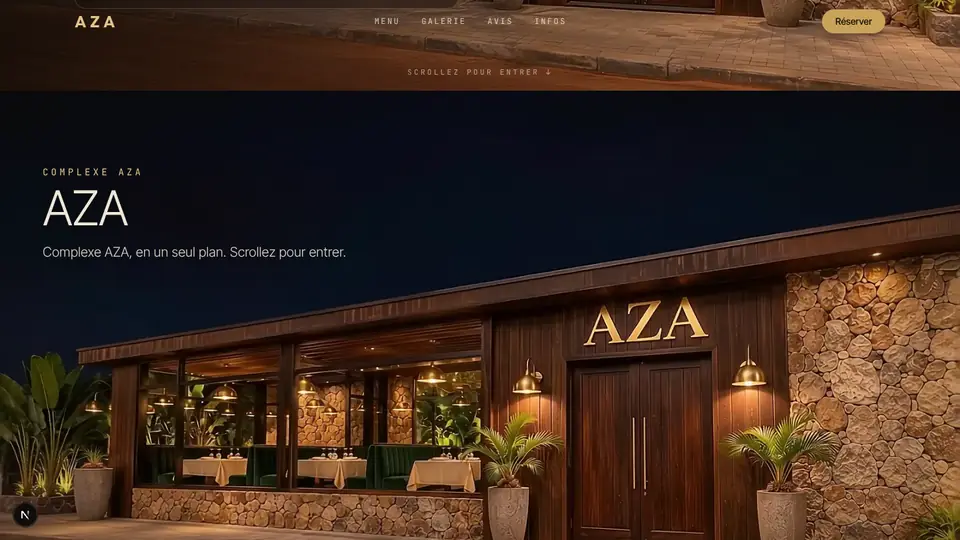 AZA
MENU GALERIE AVIS INFOS
Réserver
SCROLLEZ POUR ENTRER ↓
COMPLEXE AZA
AZA
Complexe AZA, en un seul plan. Scrollez pour entrer.
AZA
N